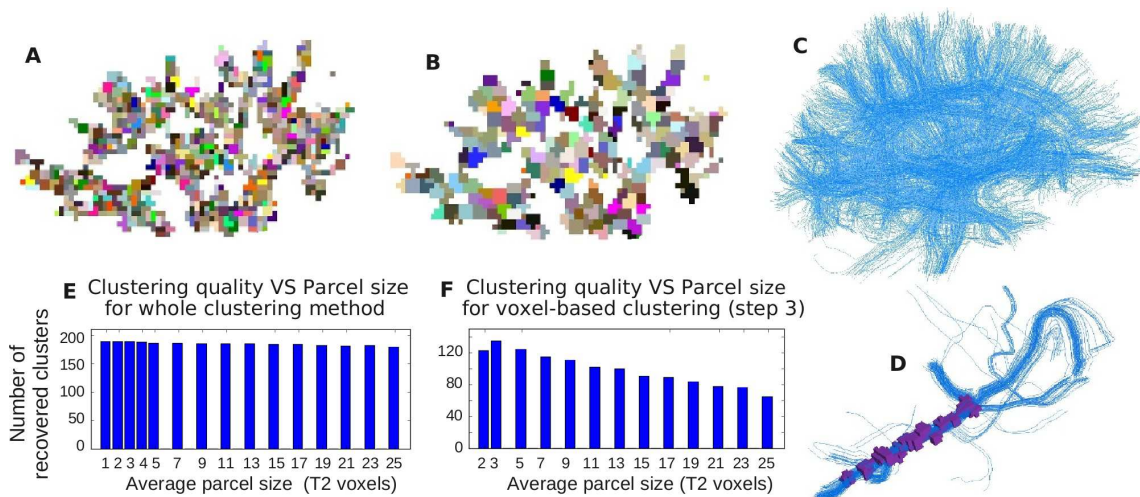 A
B
C
E Clustering quality VS Parcel size
for whole clustering method
F Clustering quality VS Parcel size
for voxel-based clustering (step 3)
D
Number of
recovered clusters
200
150
100
50
0
1 2 3 4 5 7 9 11 13 15 17 19 21 23 25
Average parcel size (T2 voxels)
120
80
40
0
2 3 5 7 9 11 13 15 17 19 21 23 25
Average parcel size (T2 voxels)